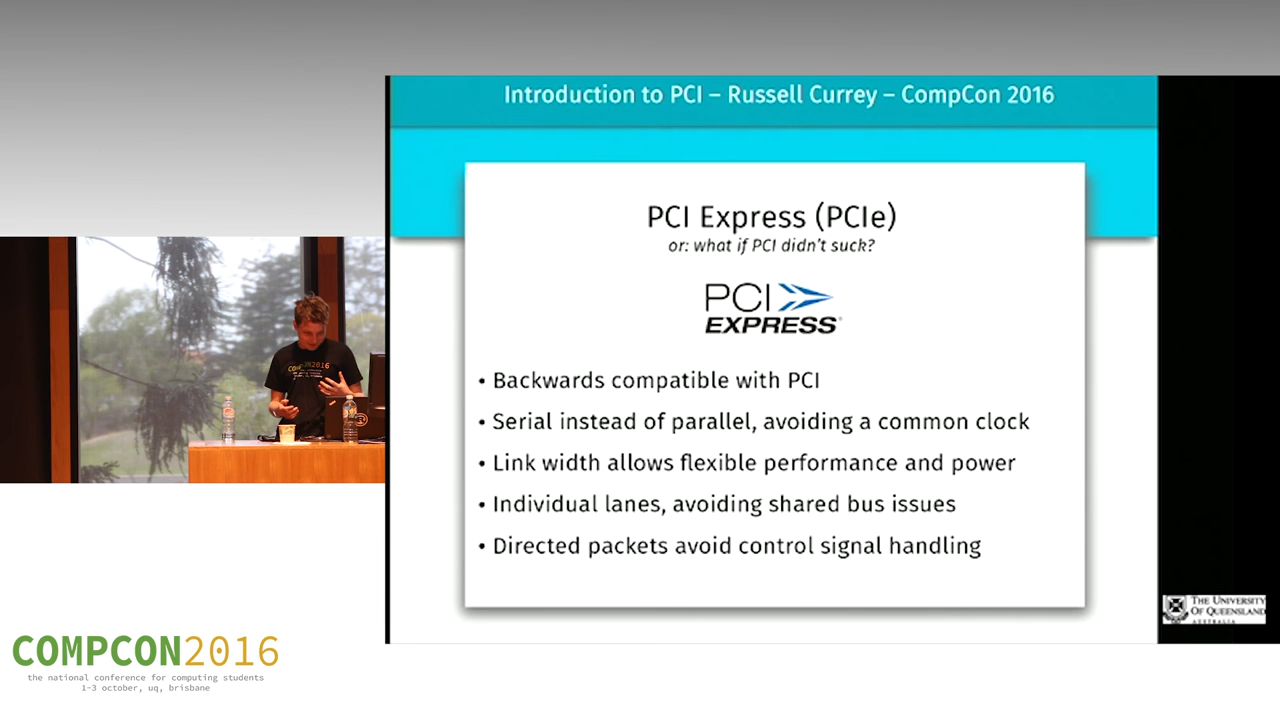 Introduction to PCI – Russell Currey – CompCon 2016
PCI Express (PCIe)
or: what if PCI didn't suck?
PCI
EXPRESS®
• Backwards compatible with PCI
• Serial instead of parallel, avoiding a common clock
• Link width allows flexible performance and power
• Individual lanes, avoiding shared bus issues
• Directed packets avoid control signal handling
COMPCON2016
THE UNIVERSITY
OF QUEENSLAND
AUSTRALIA
COMPCON2016
the national conference for computing students
1-3 october, uq, brisbane